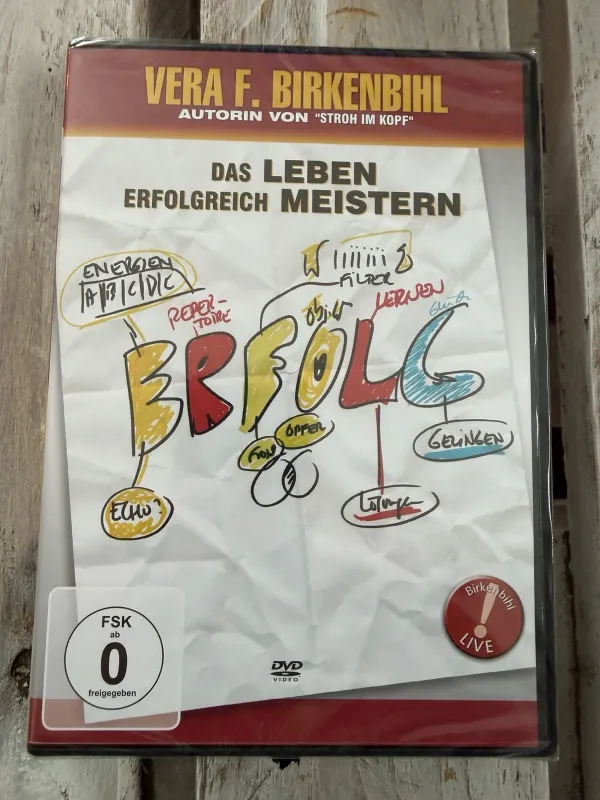 VERA F. BIRKENBIHL
AUTORIN VON "STROH IM KOPF"
DAS LEBEN
ERFOLGREICH MEISTERN
ENERGIEN
A|B|C|D|C
REPER-
TOIRE
FILTER
LERNEN
ERFOLG
OPFER
GELINGEN
ECHO?
FSK
ab
0
freigegeben
DVD
VIDEO
Birkenbihl
LIVE